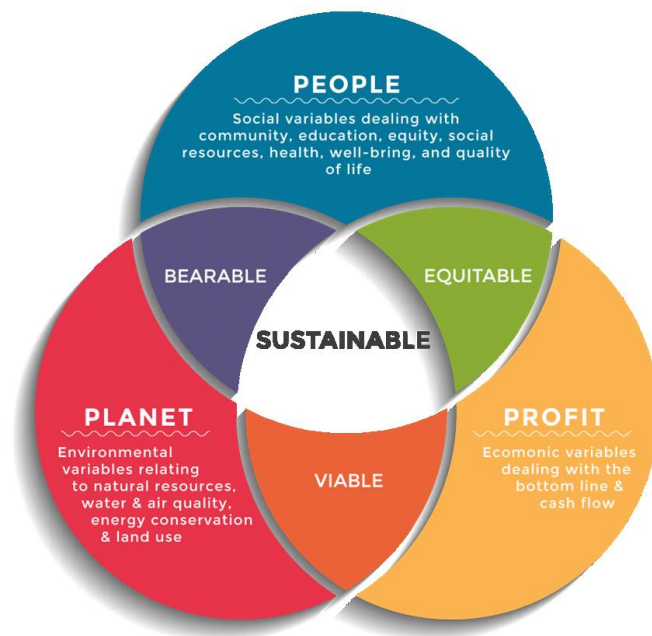 PEOPLE
Social variables dealing with
community, education, equity, social
resources, health, well-bring, and quality
of life
BEARABLE
EQUITABLE
SUSTAINABLE
PLANET
Environmental
variables relating
to natural resources,
water & air quality,
energy conservation
& land use
PROFIT
Ecomonic variables
dealing with the
bottom line &
cash flow
VIABLE